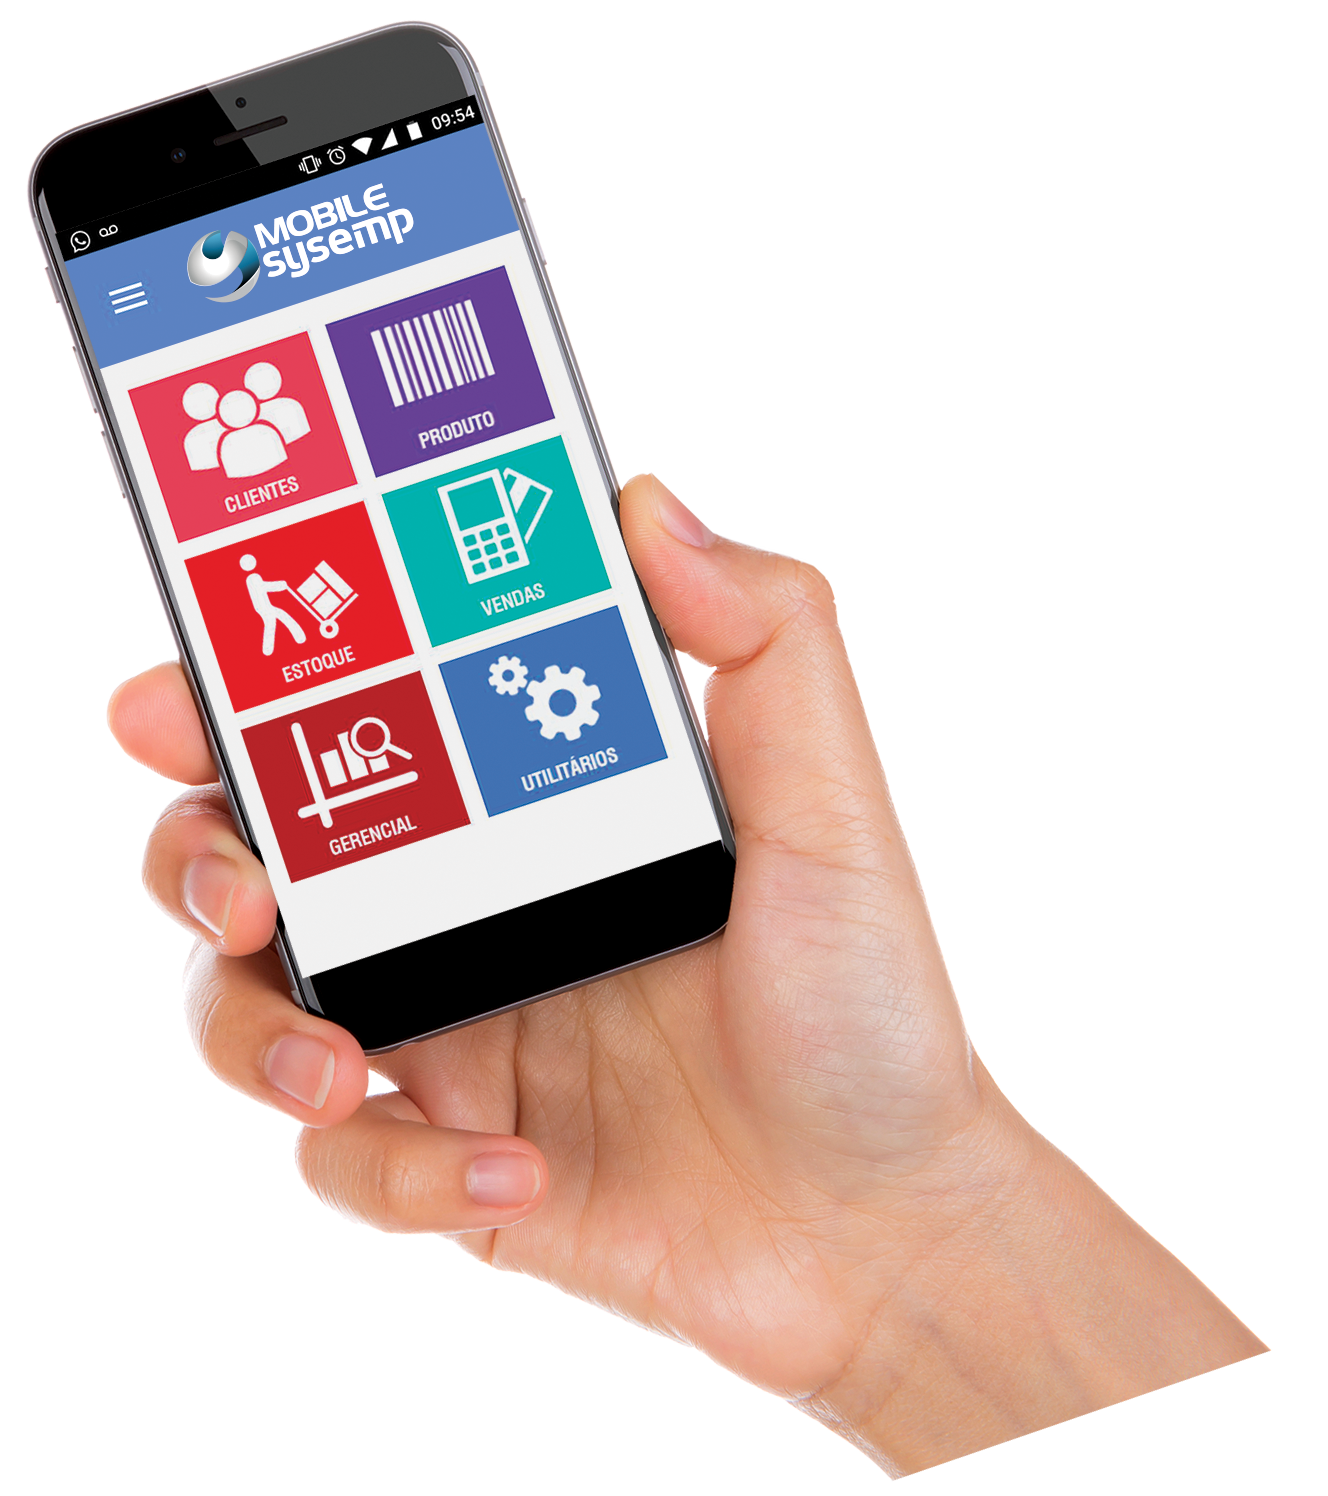 09:54
MOBILE
sysemp
CLIENTES
PRODUTO
ESTOQUE
VENDAS
GERENCIAL
UTILITÁRIOS